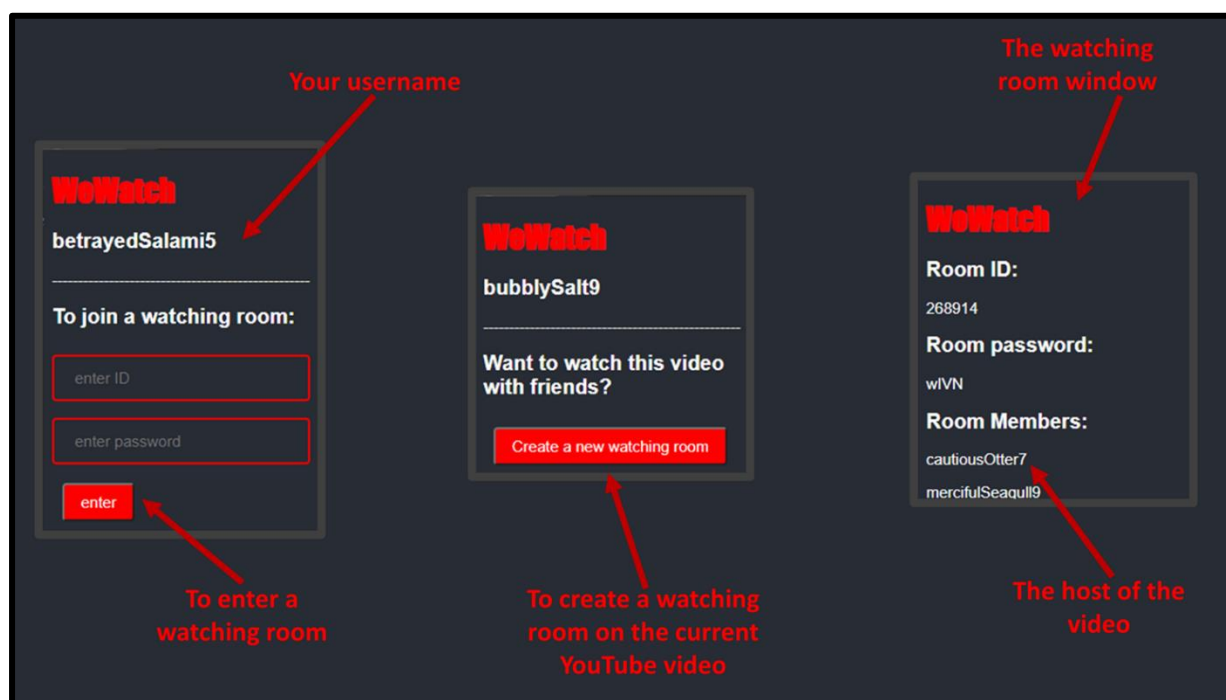 Your username
WeWatch
betrayedSalami5
To join a watching room:
enter ID
enter password
enter
To enter a
watching room
WeWatch
bubblySalt9
Want to watch this video
with friends?
Create a new watching room
To create a watching
room on the current
YouTube video
The watching
room window
WeWatch
Room ID:
268914
Room password:
wIVN
Room Members:
cautiousOtter7
mercifulSeagull9
The host of the
video